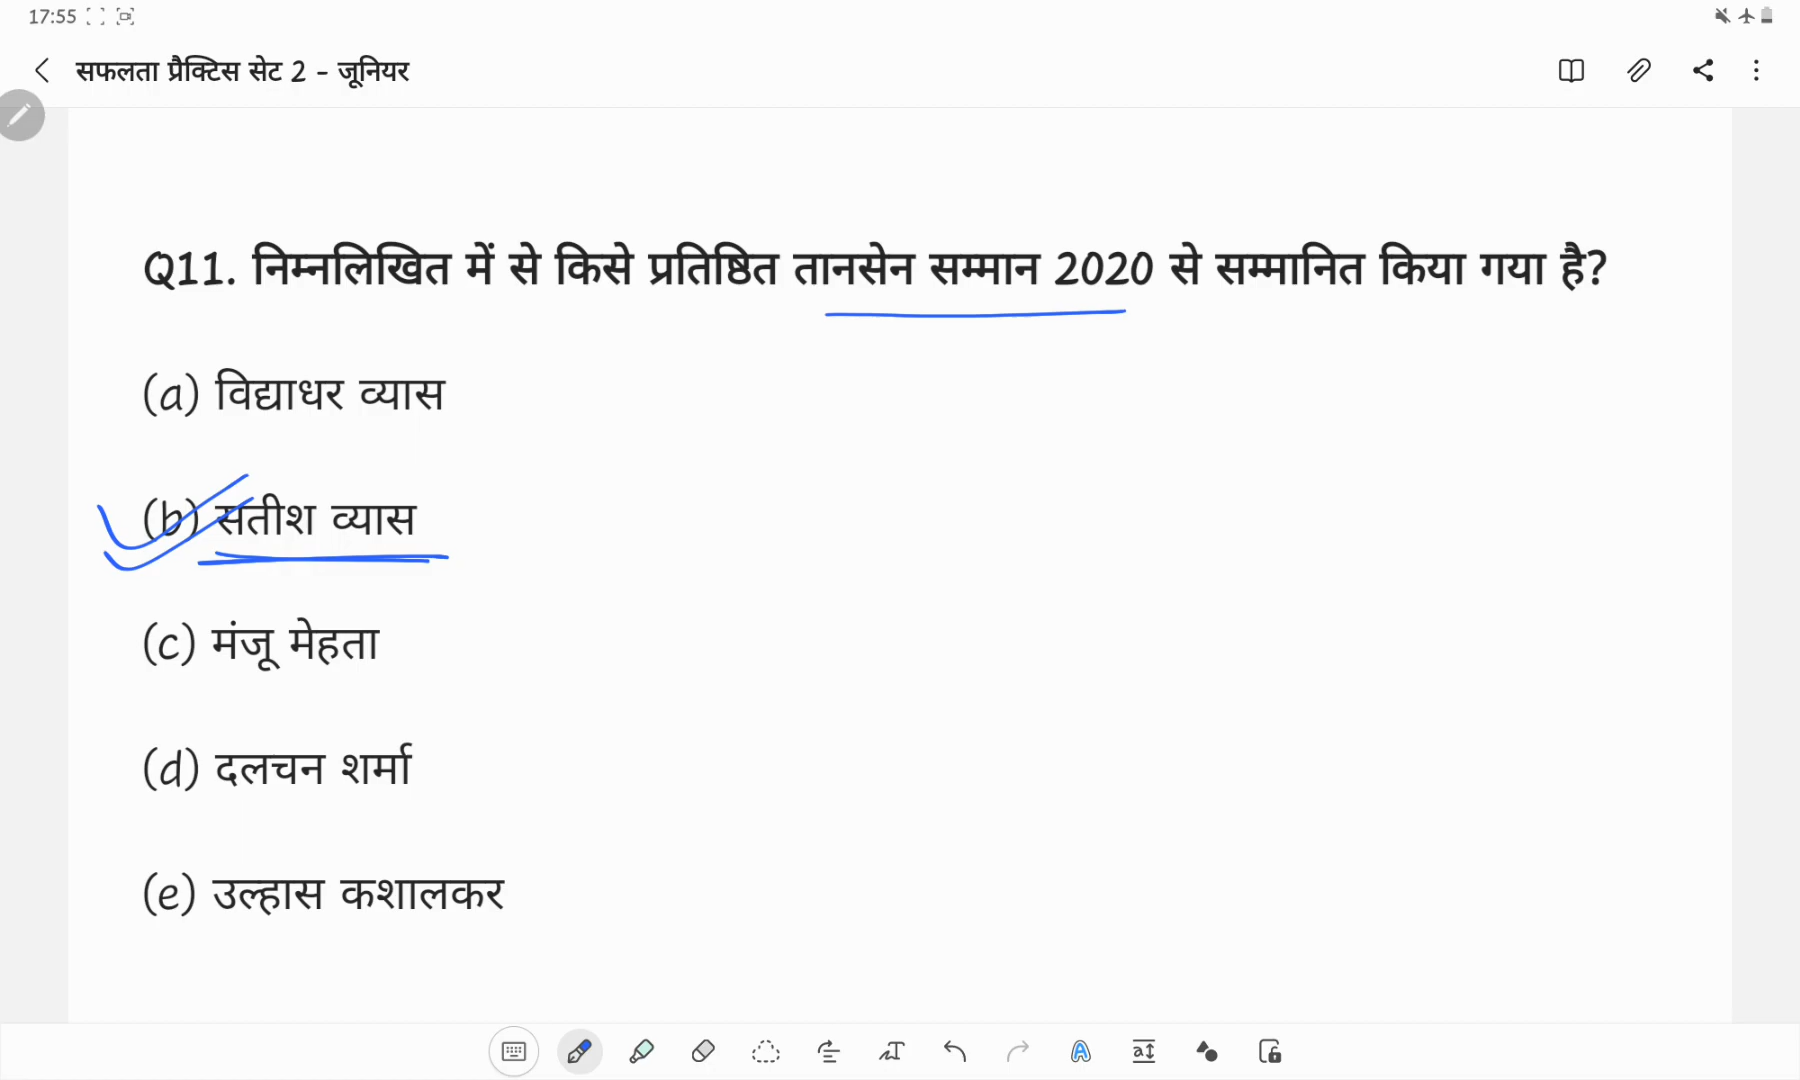 17:55
सफलता प्रैक्टिस सेट 2 - जूनियर
Q11. निम्नलिखित में से किसे प्रतिष्ठित तानसेन सम्मान 2020 से सम्मानित किया गया है?
(a) विद्याधर व्यास
(b) सतीश व्यास
(c) मंजू मेहता
(d) दलचन शर्मा
(e) उल्हास कशालकर